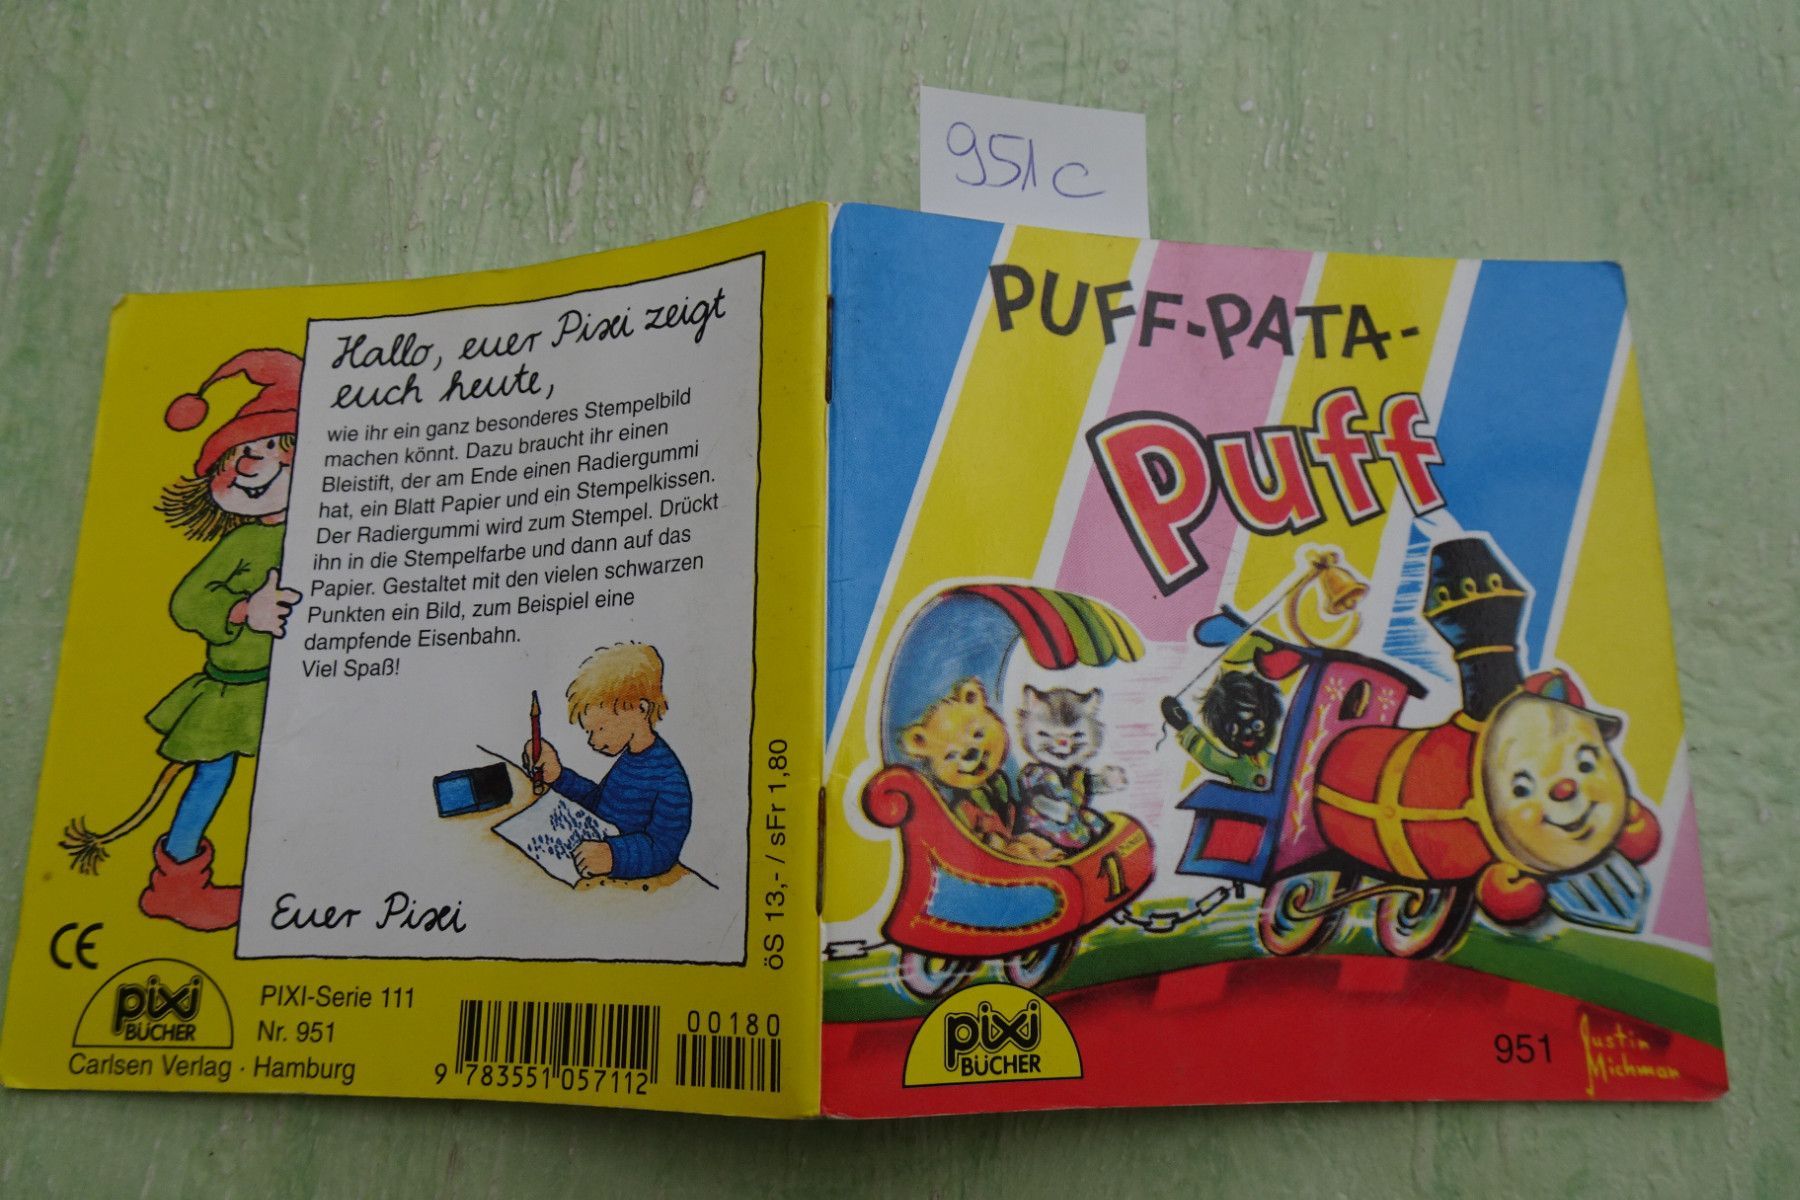 951c
Hallo, euer Pixi zeigt
euch heute,
wie ihr ein ganz besonderes Stempelbild
machen könnt. Dazu braucht ihr einen
Bleistift, der am Ende einen Radiergummi
hat, ein Blatt Papier und ein Stempelkissen.
Der Radiergummi wird zum Stempel. Drückt
ihn in die Stempelfarbe und dann auf das
Papier. Gestaltet mit den vielen schwarzen
Punkten ein Bild, zum Beispiel eine
dampfende Eisenbahn.
Viel Spaß!
Euer Pixi
öS 13,- / sFr 1,80
CE
pixi
BÜCHER
PIXI-Serie 111
Nr. 951
Carlsen Verlag · Hamburg
00180
9 783551 057112
PUFF-PATA-
Puff
1
pixi
BÜCHER
951
Justin
Michman